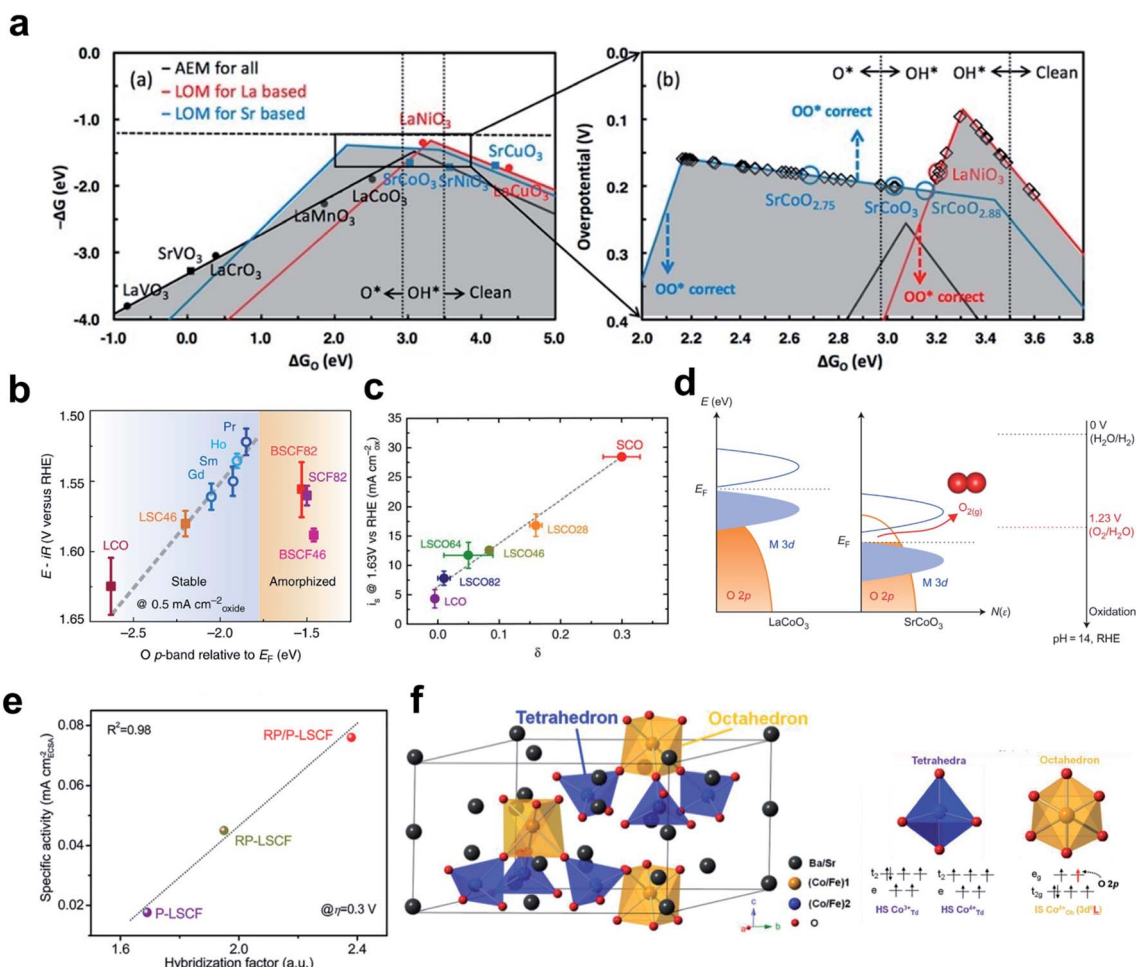 a
(a)
– AEM for all
– LOM for La based
– LOM for Sr based
LaNiO3
SrCuO3
SrCoO3
SrNiO3
LaCuO3
LaCoO3
LaMnO3
SrVO3
LaCrO3
LaVO3
O*
OH*
Clean
0.0
-1.0
-2.0
-3.0
-4.0
–ΔG (eV)
-1.0 0.0 1.0 2.0 3.0 4.0 5.0
ΔGO (eV)
(b)
O*
OH*
OH*
Clean
OO* correct
LaNiO3
SrCoO2.75
SrCoO3
SrCoO2.88
OO* correct
OO* correct
0.0
0.1
0.2
0.3
0.4
Overpotential (V)
2.0 2.2 2.4 2.6 2.8 3.0 3.2 3.4 3.6 3.8
ΔGO (eV)
b
E - iR (V versus RHE)
1.50
1.55
1.60
1.65
Pr
Ho
Sm
Gd
BSCF82
SCF82
LSC46
BSCF46
LCO
Stable
Amorphized
@ 0.5 mA cm–2oxide
–2.5 –2.0 –1.5
O p-band relative to EF (eV)
c
is @ 1.63V vs RHE (mA cm-2ox)
35
30
25
20
15
10
5
0
SCO
LSCO28
LSCO64
LSCO46
LSCO82
LCO
0.0 0.1 0.2 0.3
δ
d
E (eV)
0 V
(H2O/H2)
EF
O2(g)
1.23 V
(O2/H2O)
EF
M 3d
M 3d
O 2p
O 2p
N(ε)
Oxidation
LaCoO3
SrCoO3
pH = 14, RHE
e
Specific activity (mA cm-2ECSA)
0.08
0.06
0.04
0.02
R2=0.98
RP/P-LSCF
RP-LSCF
P-LSCF
@η=0.3 V
1.6 2.0 2.4
Hybridization factor (a.u.)
f
Tetrahedron
Octahedron
Ba/Sr
(Co/Fe)1
(Co/Fe)2
O
c
a
b
Tetrahedra
Octahedron
t2
t2
eg
O 2p
e
e
t2g
HS Co3+Td
HS Co4+Td